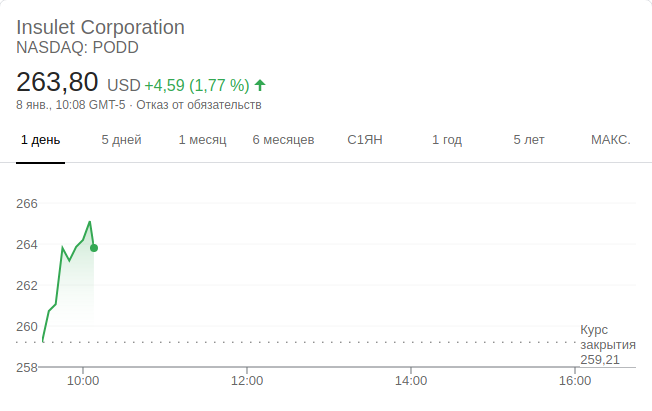 Insulet Corporation
NASDAQ: PODD
263,80 USD +4,59 (1,77 %)
8 янв., 10:08 GMT-5 · Отказ от обязательств
1 день 5 дней 1 месяц 6 месяцев С1ЯН 1 год 5 лет МАКС.
266
264
262
260
258
Курс
закрытия
259,21
10:00 12:00 14:00 16:00